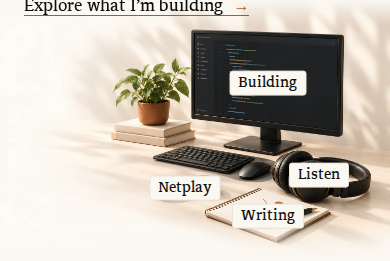 Explore what I'm building →
Building
Listen
Netplay
Writing